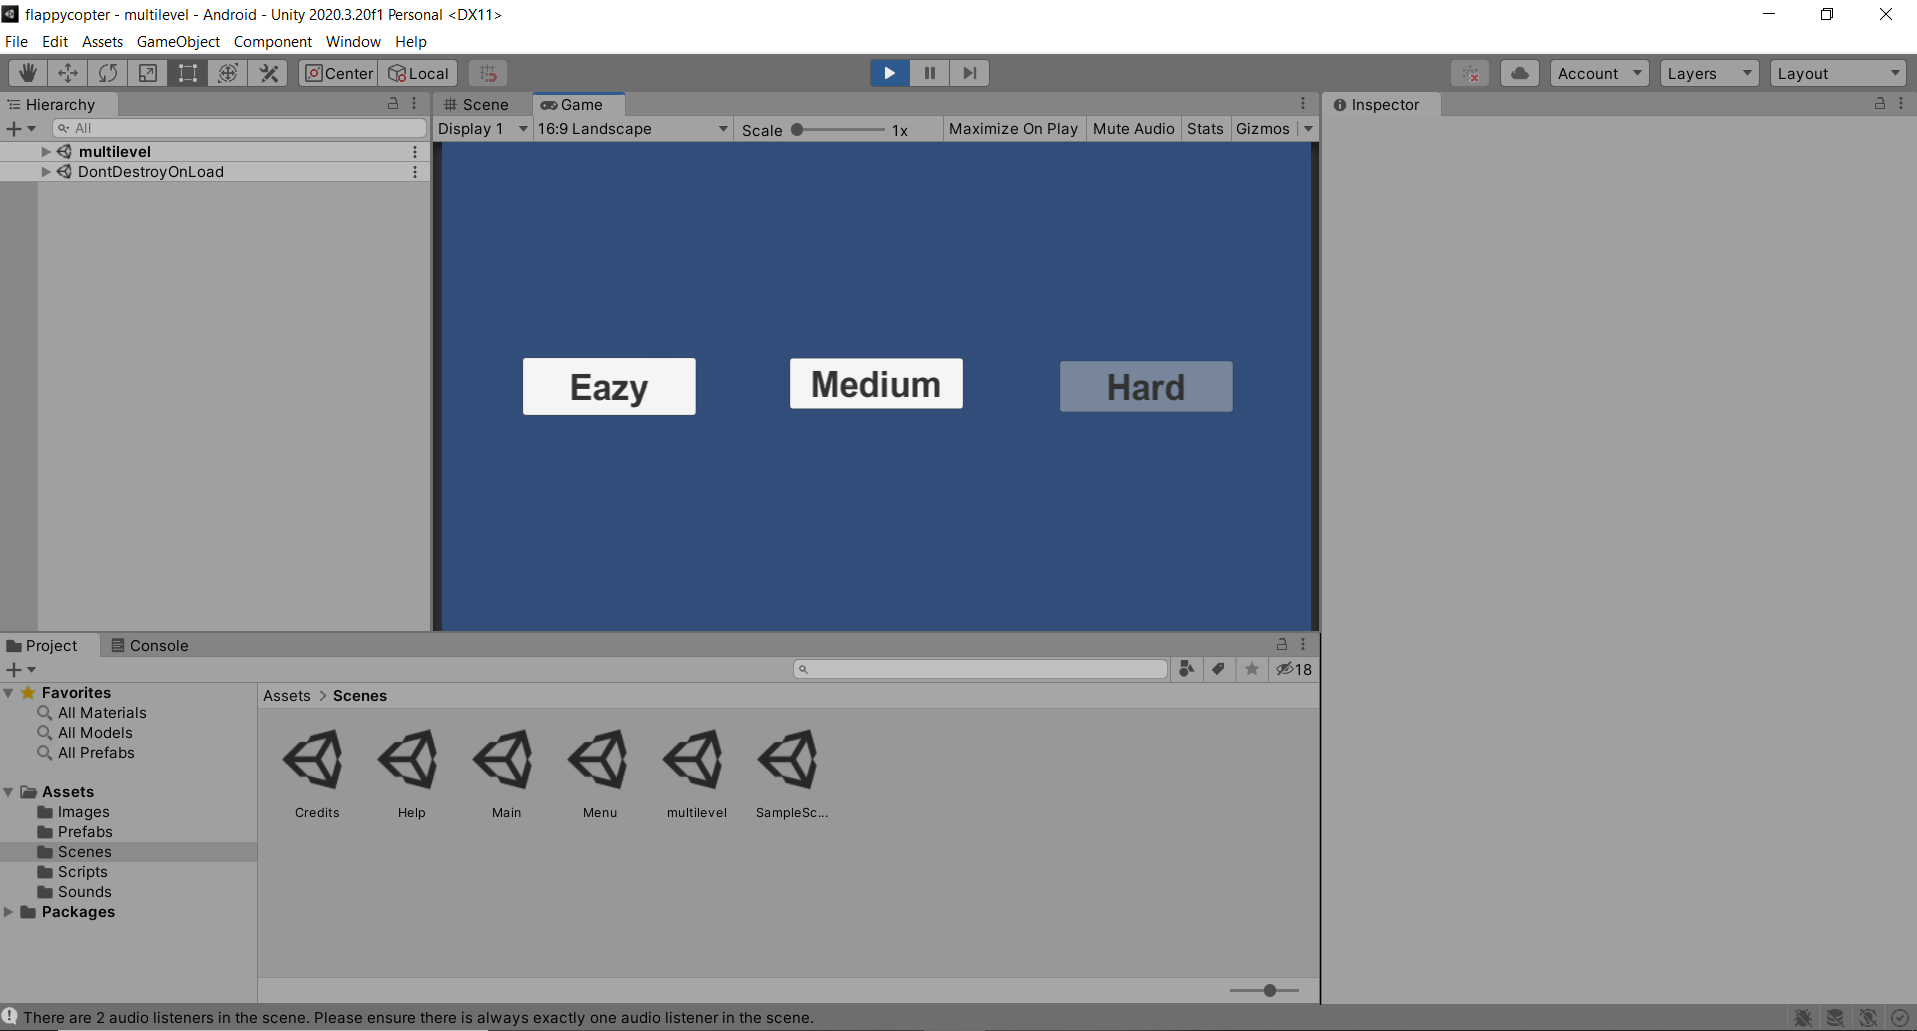 flappycopter - multilevel - Android - Unity 2020.3.20f1 Personal <DX11>
File Edit Assets GameObject Component Window Help
Center Local Account Layers Layout
Hierarchy
All
multilevel
DontDestroyOnLoad
Scene Game
Display 1 16:9 Landscape Scale 1x Maximize On Play Mute Audio Stats Gizmos
Eazy Medium Hard
Inspector
Project Console
18
Favorites
All Materials
All Models
All Prefabs
Assets
Images
Prefabs
Scenes
Scripts
Sounds
Packages
Assets > Scenes
Credits Help Main Menu multilevel SampleSc...
There are 2 audio listeners in the scene. Please ensure there is always exactly one audio listener in the scene.